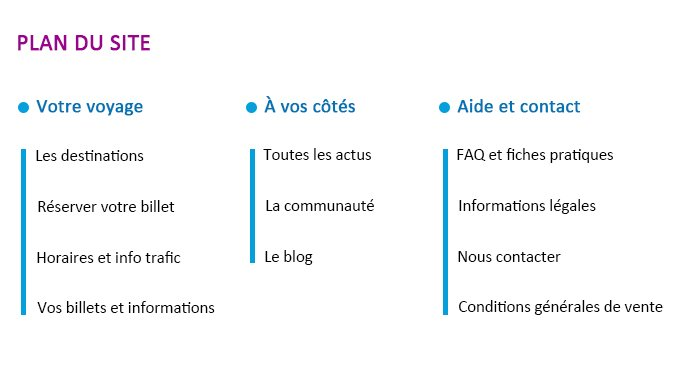 PLAN DU SITE
Votre voyage
Les destinations
Réserver votre billet
Horaires et info trafic
Vos billets et informations
À vos côtés
Toutes les actus
La communauté
Le blog
Aide et contact
FAQ et fiches pratiques
Informations légales
Nous contacter
Conditions générales de vente